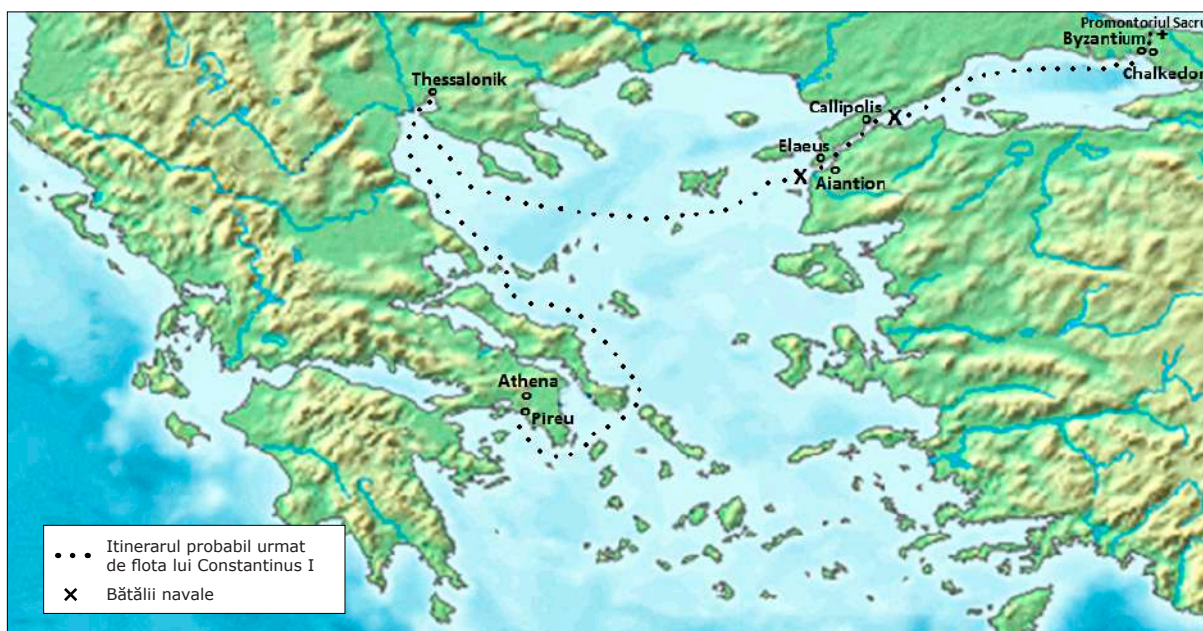 Promontoriul Sacru
Byzantium
Chalkedon
Thessalonik
Callipolis
Elaeus
Aiantion
Athena
Pireu
Itinerarul probabil urmat
de flota lui Constantinus I
Bătălii navale